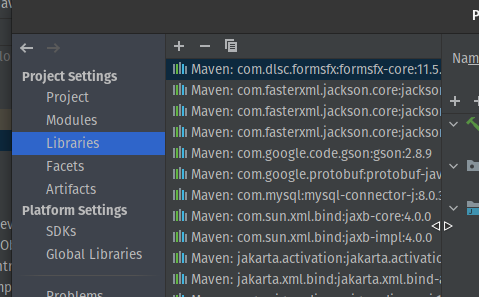 Project Settings
Project
Modules
Libraries
Facets
Artifacts
Platform Settings
SDKs
Global Libraries
Problems
Maven: com.dlsc.formsfx:formsfx-core:11.5.
Maven: com.fasterxml.jackson.core:jackso
Maven: com.fasterxml.jackson.core:jackso
Maven: com.fasterxml.jackson.core:jackso
Maven: com.google.code.gson:gson:2.8.9
Maven: com.google.protobuf:protobuf-jav
Maven: com.mysql:mysql-connector-j:8.0.3
Maven: com.sun.xml.bind:jaxb-core:4.0.0
Maven: com.sun.xml.bind:jaxb-impl:4.0.0
Maven: jakarta.activation:jakarta.activatio
Maven: jakarta.xml.bind:jakarta.xml.bind-a
P
Nam